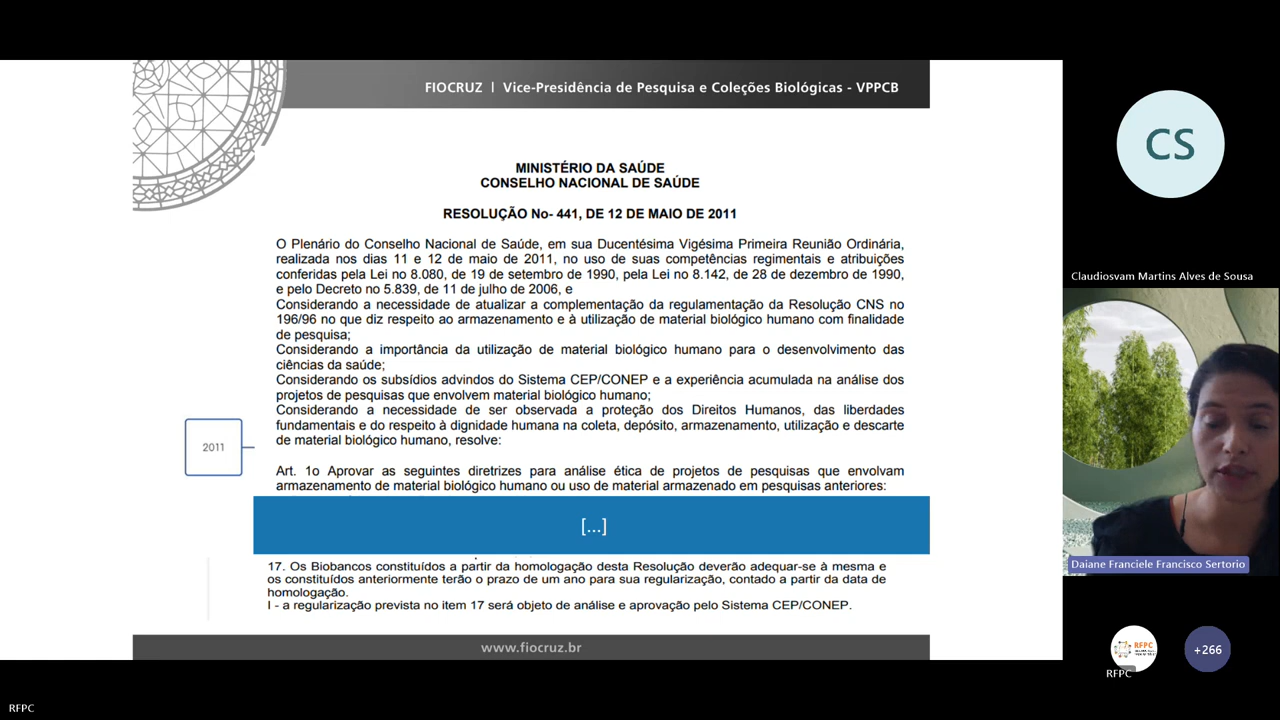 FIOCRUZ | Vice-Presidência de Pesquisa e Coleções Biológicas - VPPCB
MINISTÉRIO DA SAÚDE
CONSELHO NACIONAL DE SAÚDE
RESOLUÇÃO No- 441, DE 12 DE MAIO DE 2011
O Plenário do Conselho Nacional de Saúde, em sua Ducentésima Vigésima Primeira Reunião Ordinária,
realizada nos dias 11 e 12 de maio de 2011, no uso de suas competências regimentais e atribuições
conferidas pela Lei no 8.080, de 19 de setembro de 1990, pela Lei no 8.142, de 28 de dezembro de 1990,
e pelo Decreto no 5.839, de 11 de julho de 2006, e
Considerando a necessidade de atualizar a complementação da regulamentação da Resolução CNS no
196/96 no que diz respeito ao armazenamento e à utilização de material biológico humano com finalidade
de pesquisa;
Considerando a importância da utilização de material biológico humano para o desenvolvimento das
ciências da saúde;
Considerando os subsídios advindos do Sistema CEP/CONEP e a experiência acumulada na análise dos
projetos de pesquisas que envolvem material biológico humano;
Considerando a necessidade de ser observada a proteção dos Direitos Humanos, das liberdades
fundamentais e do respeito à dignidade humana na coleta, depósito, armazenamento, utilização e descarte
de material biológico humano, resolve:
2011
Art. 1o Aprovar as seguintes diretrizes para análise ética de projetos de pesquisas que envolvam
armazenamento de material biológico humano ou uso de material armazenado em pesquisas anteriores:
[...]
17. Os Biobancos constituídos a partir da homologação desta Resolução deverão adequar-se à mesma e
os constituídos anteriormente terão o prazo de um ano para sua regularização, contado a partir da data de
homologação.
I - a regularização prevista no item 17 será objeto de análise e aprovação pelo Sistema CEP/CONEP.
www.fiocruz.br
CS
Claudiosvam Martins Alves de Sousa
Daiane Franciele Francisco Sertorio
RFPC
+266
RFPC
RFPC